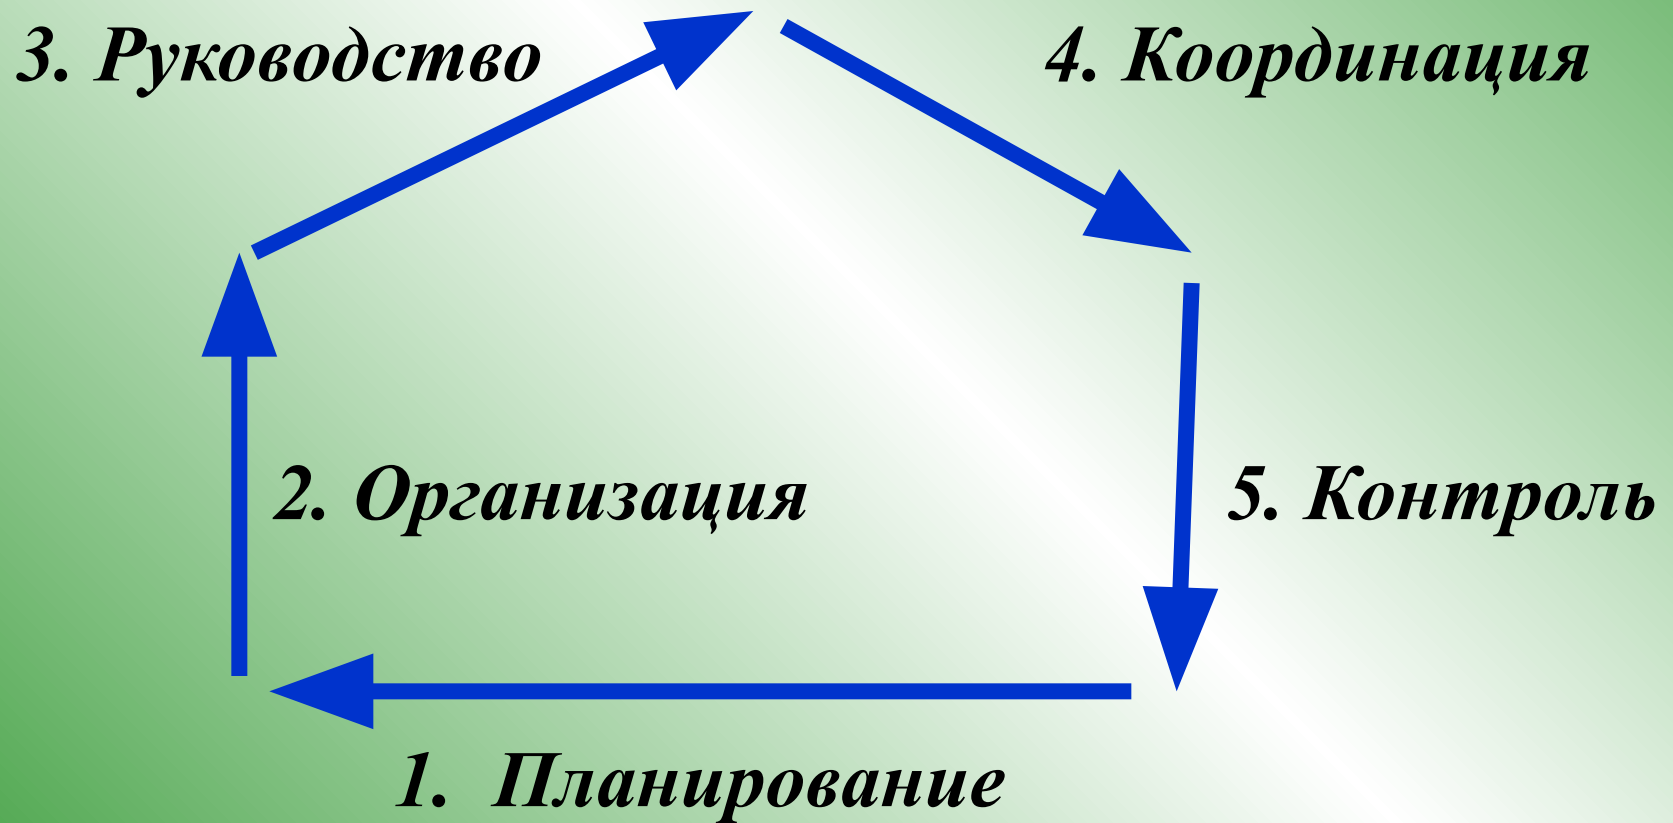 3. Руководство
4. Координация
2. Организация
5. Контроль
1. Планирование